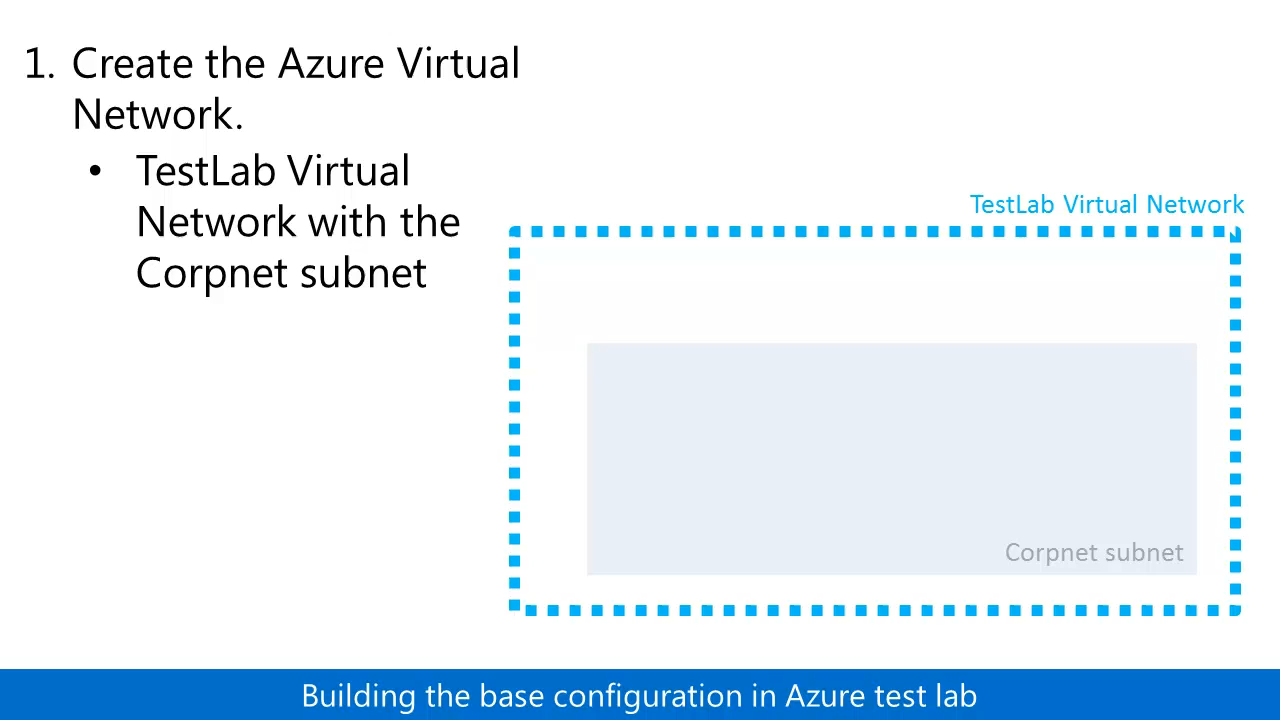 1. Create the Azure Virtual
Network.
• TestLab Virtual
Network with the
Corpnet subnet
TestLab Virtual Network
Corpnet subnet
Building the base configuration in Azure test lab